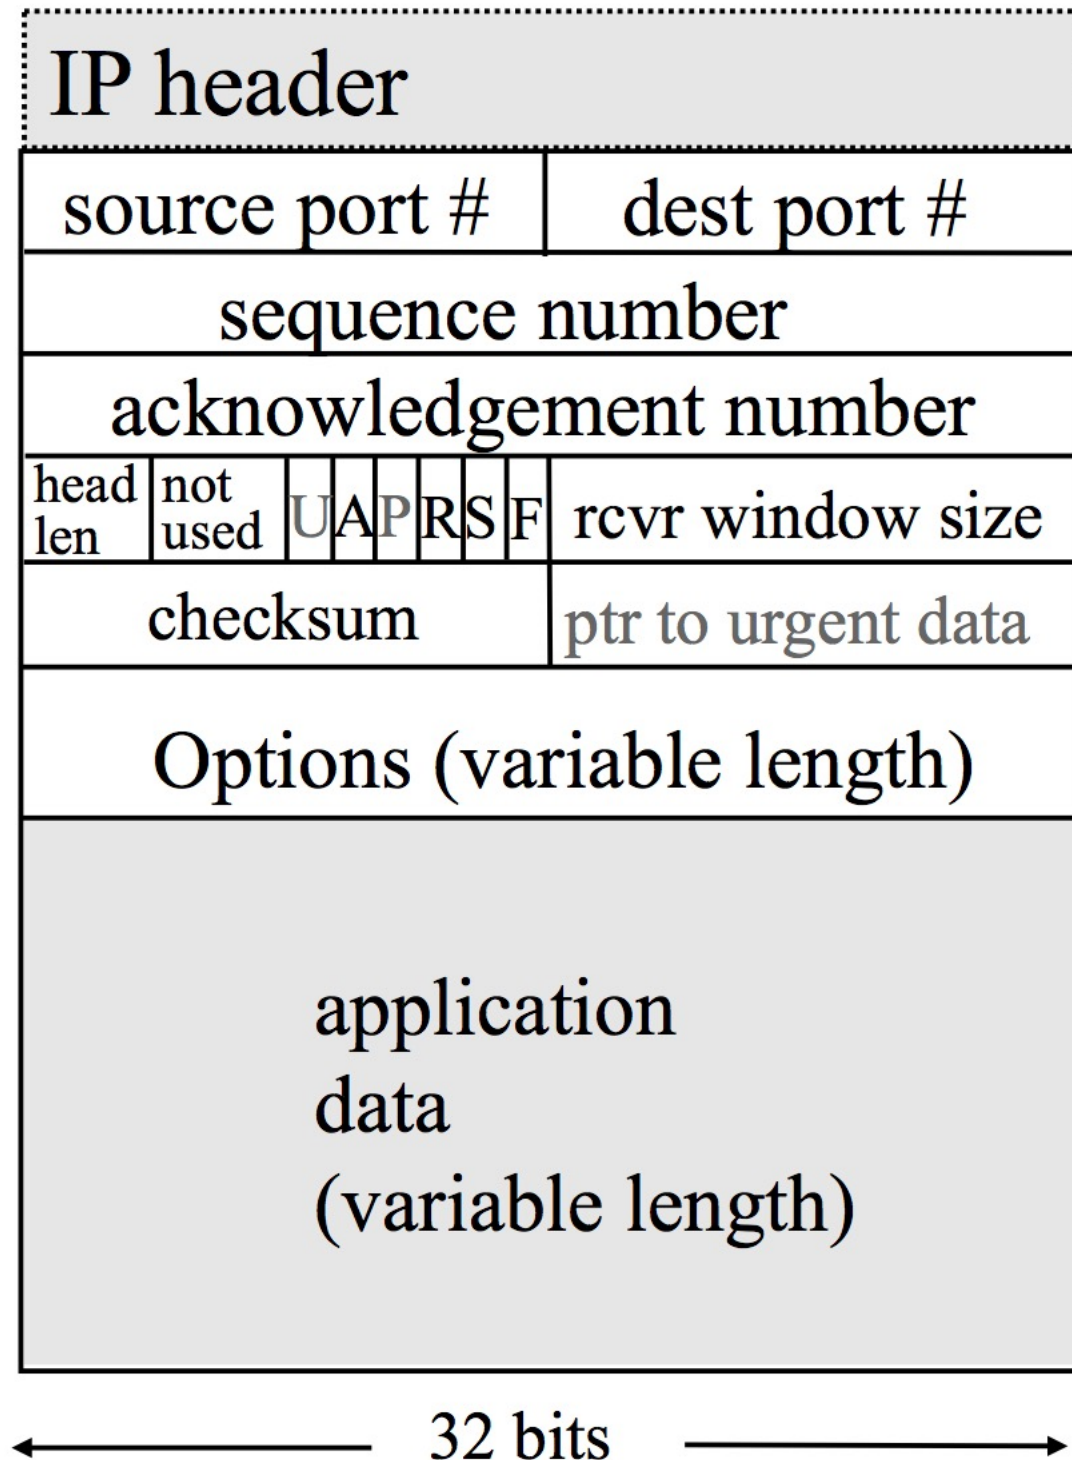 IP header
source port # dest port #
sequence number
acknowledgement number
head len not used U A P R S F rcvr window size
checksum ptr to urgent data
Options (variable length)
application
data
(variable length)
32 bits